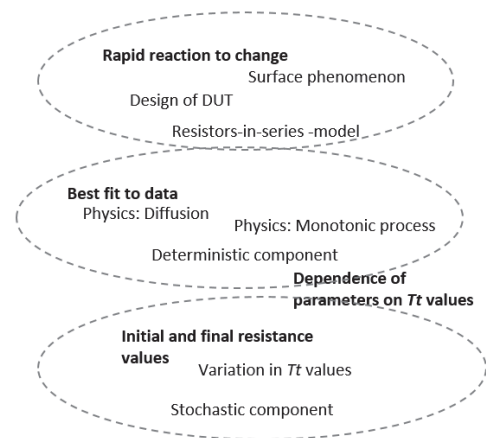 Rapid reaction to change
Surface phenomenon
Design of DUT
Resistors-in-series -model
Best fit to data
Physics: Diffusion
Physics: Monotonic process
Deterministic component
Dependence of
parameters on Tt values
Initial and final resistance
values
Variation in Tt values
Stochastic component